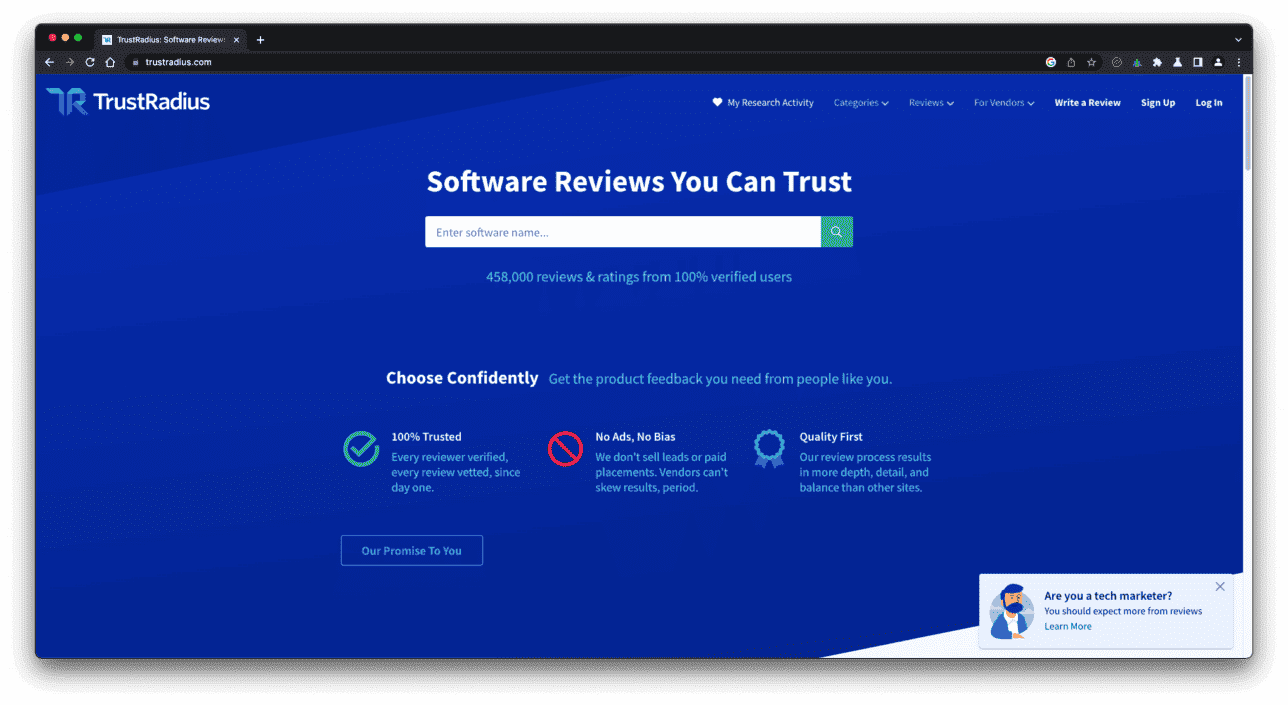 TrustRadius: Software Reviews
trustradius.com
TrustRadius
My Research Activity
Categories
Reviews
For Vendors
Write a Review
Sign Up
Log In
Software Reviews You Can Trust
Enter software name...
458,000 reviews & ratings from 100% verified users
Choose Confidently Get the product feedback you need from people like you.
100% Trusted
Every reviewer verified,
every review vetted, since
day one.
No Ads, No Bias
We don't sell leads or paid
placements. Vendors can't
skew results, period.
Quality First
Our review process results
in more depth, detail, and
balance than other sites.
Our Promise To You
Are you a tech marketer?
You should expect more from reviews
Learn More